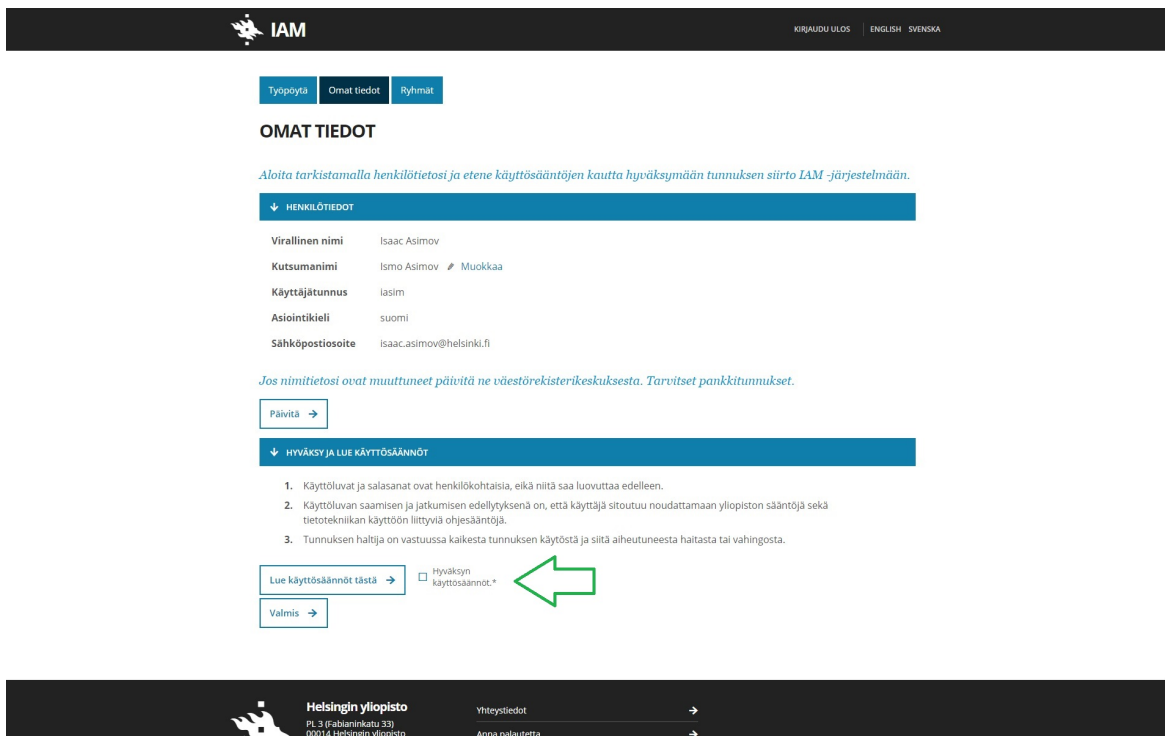 IAM
KIRJAUDU ULOS ENGLISH SVENSKA
Työpöytä Omat tiedot Ryhmät
OMAT TIEDOT
Aloita tarkistamalla henkilötietosi ja etene käyttösääntöjen kautta hyväksymään tunnuksen siirto IAM -järjestelmään.
HENKILÖTIEDOT
Virallinen nimi Isaac Asimov
Kutsumanimi Ismo Asimov Muokkaa
Käyttäjätunnus iasim
Asiointikieli suomi
Sähköpostiosoite isaac.asimov@helsinki.fi
Jos nimitietosi ovat muuttuneet päivitä ne väestörekisterikeskuksesta. Tarvitset pankkitunnukset.
Päivitä →
HYVÄKSY JA LUE KÄYTTÖSÄÄNNÖT
1. Käyttöluvat ja salasanat ovat henkilökohtaisia, eikä niitä saa luovuttaa edelleen.
2. Käyttöluvan saamisen ja jatkumisen edellytyksenä on, että käyttäjä sitoutuu noudattamaan yliopiston sääntöjä sekä
tietotekniikan käyttöön liittyviä ohjesääntöjä.
3. Tunnuksen haltija on vastuussa kaikesta tunnuksen käytöstä ja siitä aiheutuneesta haitasta tai vahingosta.
Lue käyttösäännöt tästä →
Hyväksyn
käyttösäännöt.*
Valmis →
Helsingin yliopisto
PL 3 (Fabianinkatu 33)
00014 Helsingin yliopisto
Yhteystiedot →
Anna palautetta →